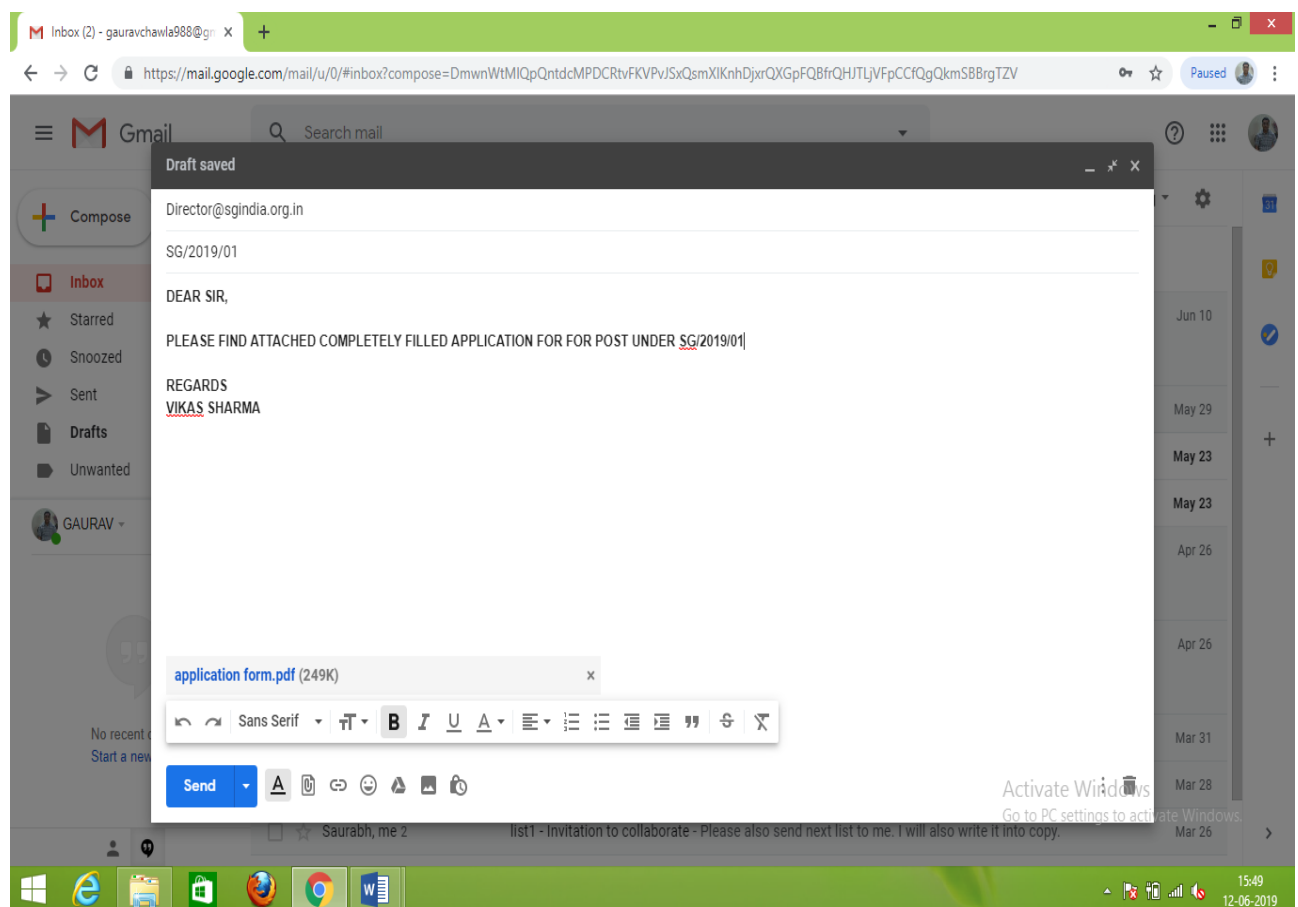 Inbox (2) - gauravchawla988@gm
https://mail.google.com/mail/u/0/#inbox?compose=DmwnWtMIQpQntdcMPDCRtvFKVPvJSxQsmXlKnhDjxrQXGpFQBfrQHJTLjVFpCCfQgQkmSBBrgTZV
Paused
Gmail
Search mail
Draft saved
Compose
Director@sgindia.org.in
SG/2019/01
Inbox
DEAR SIR,
Starred
Jun 10
PLEASE FIND ATTACHED COMPLETELY FILLED APPLICATION FOR FOR POST UNDER SG/2019/01
Snoozed
Sent
REGARDS
VIKAS SHARMA
May 29
Drafts
May 23
Unwanted
May 23
GAURAV
Apr 26
Apr 26
application form.pdf (249K)
Sans Serif
No recent
Start a new
Mar 31
Send
Activate Windows
Mar 28
Go to PC settings to activate Windows.
Saurabh, me 2
list1 - Invitation to collaborate - Please also send next list to me. I will also write it into copy.
Mar 26
15:49
12-06-2019